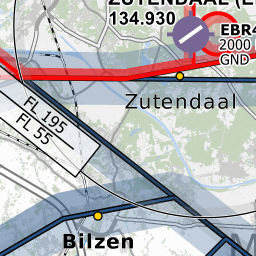 ZUTENDAAL (E
134.930
EBR4
2000
GND
Zutendaal
FL 195
FL 55
Bilzen
M